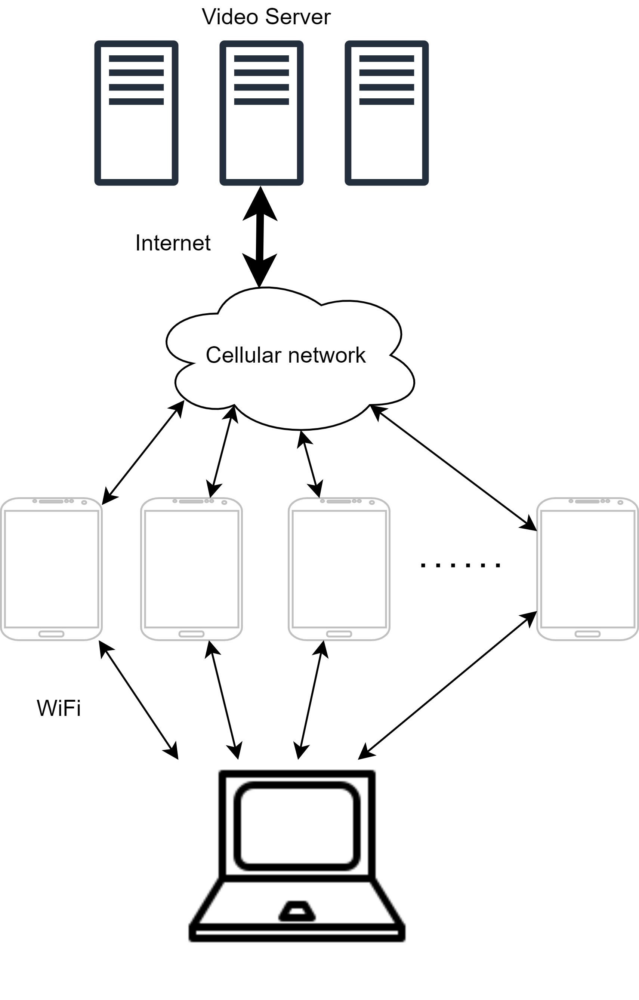 Video Server
Internet
Cellular network
......
WiFi